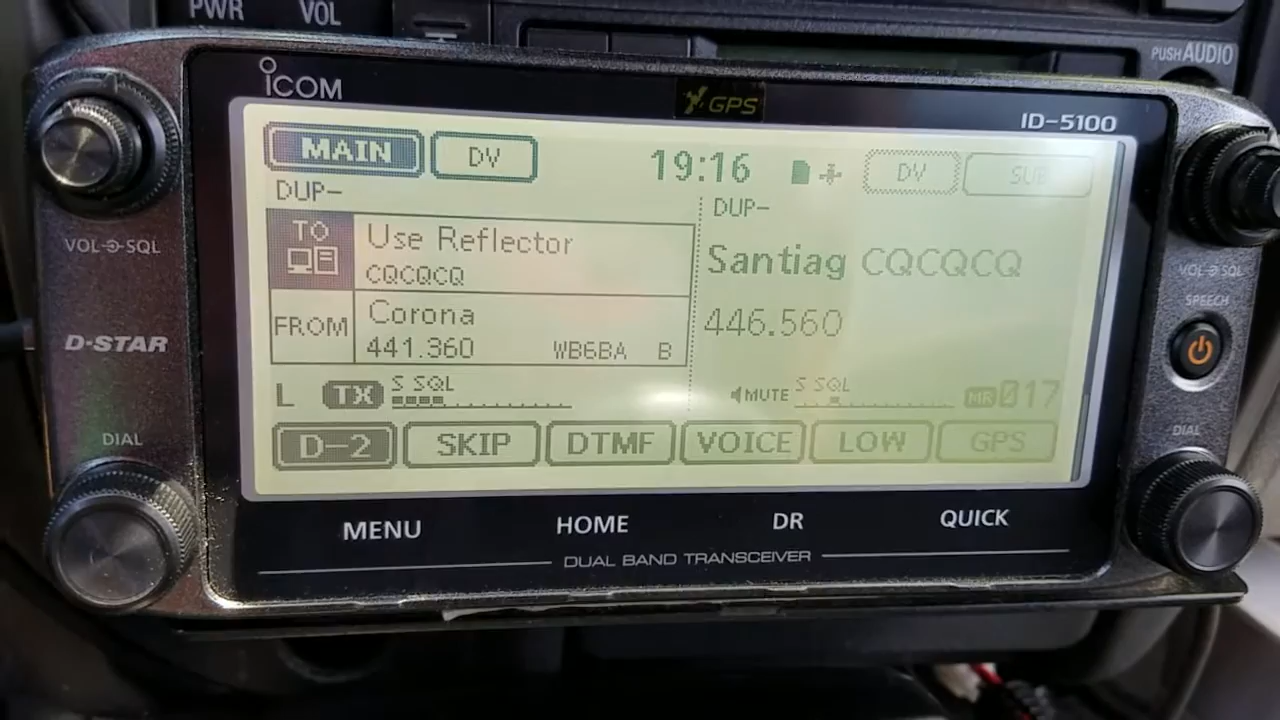 PWR VOL
PUSH AUDIO
ICOM
GPS
ID-5100
MAIN DV 19:16 DV SUB
DUP-
DUP-
TO Use Reflector
CQCQCQ
Santiag CQCQCQ
FROM Corona
441.360 WB6BA B
446.560
L TX S SQL
MUTE S SQL MR 017
D-2 SKIP DTMF VOICE LOW GPS
MENU HOME DR QUICK
DUAL BAND TRANSCEIVER
VOL SQL
D-STAR
DIAL
VOL SQL
SPEECH
DIAL